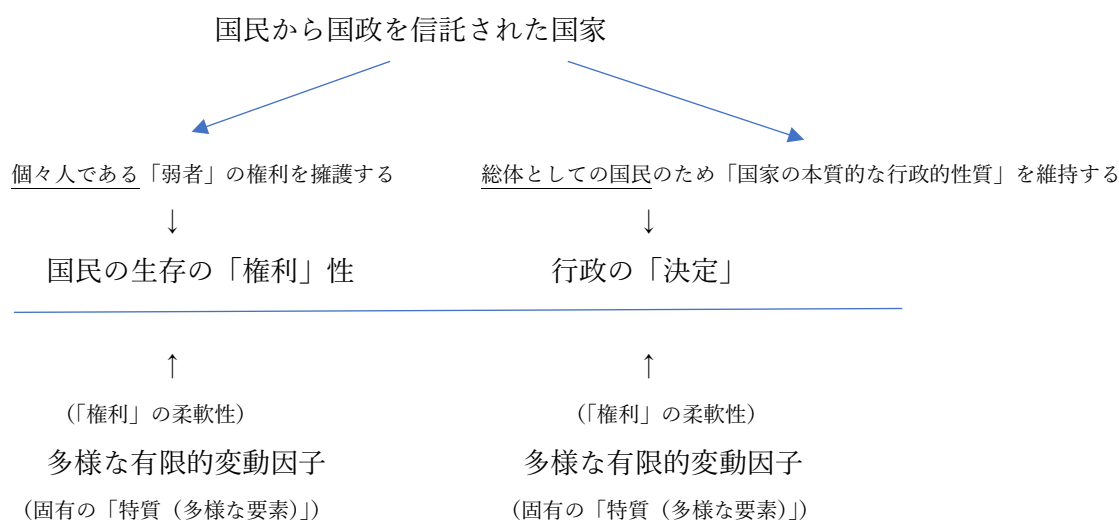 国民から国政を信託された国家
個々人である「弱者」の権利を擁護する
総体としての国民のため「国家の本質的な行政的性質」を維持する
↓
↓
国民の生存の「権利」性
行政の「決定」
↑
↑
（「権利」の柔軟性）
（「権利」の柔軟性）
多様な有限的変動因子
多様な有限的変動因子
（固有の「特質（多様な要素）」）
（固有の「特質（多様な要素）」）